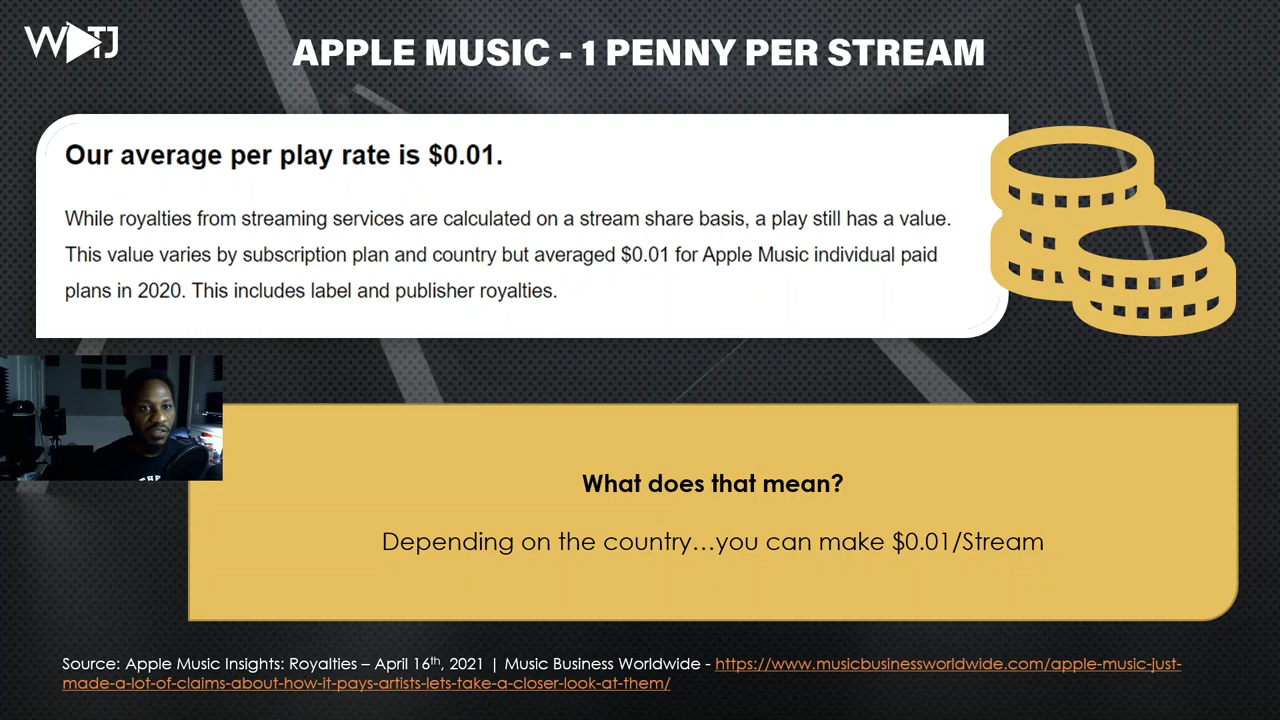 W TJ
APPLE MUSIC - 1 PENNY PER STREAM
Our average per play rate is $0.01.
While royalties from streaming services are calculated on a stream share basis, a play still has a value.
This value varies by subscription plan and country but averaged $0.01 for Apple Music individual paid
plans in 2020. This includes label and publisher royalties.
THE
What does that mean?
Depending on the country…you can make $0.01/Stream
Source: Apple Music Insights: Royalties – April 16th, 2021 | Music Business Worldwide - https://www.musicbusinessworldwide.com/apple-music-just-
made-a-lot-of-claims-about-how-it-pays-artists-lets-take-a-closer-look-at-them/